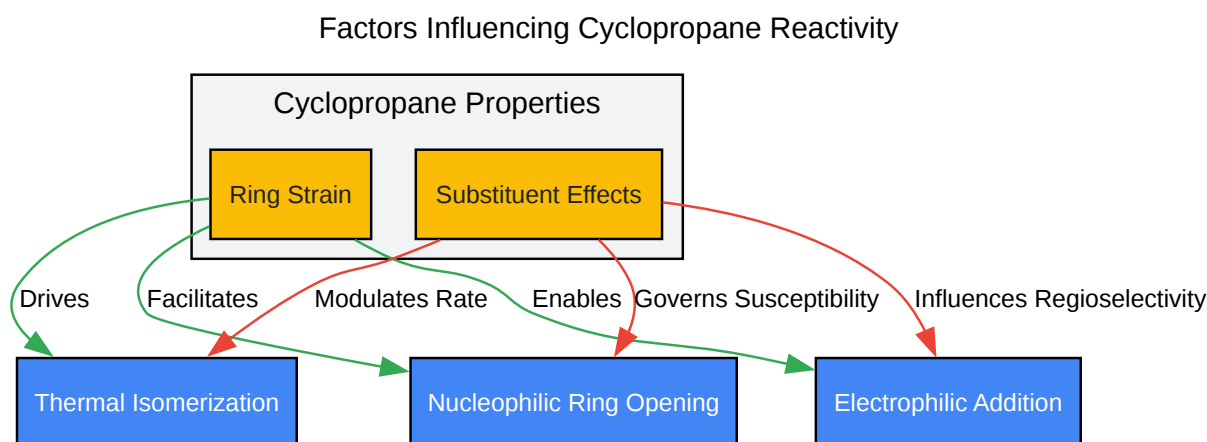 Factors Influencing Cyclopropane Reactivity
Cyclopropane Properties
Ring Strain
Substituent Effects
Drives
Facilitates
Modulates Rate
Enables
Governs Susceptibility
Influences Regioselectivity
Thermal Isomerization
Nucleophilic Ring Opening
Electrophilic Addition